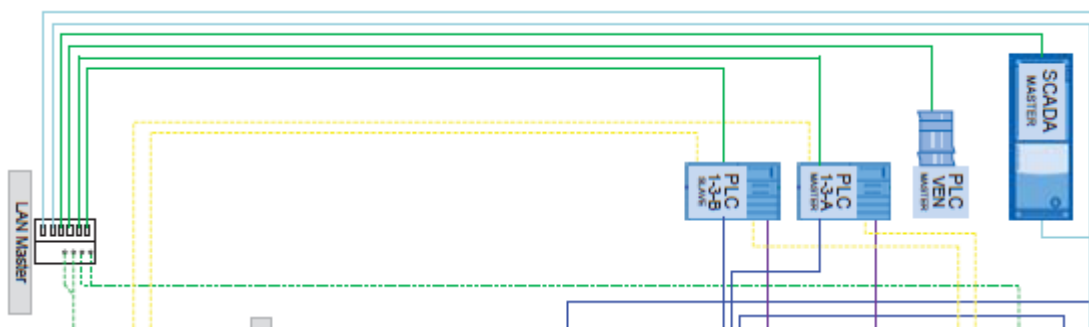 SCADA
MASTER
PLC
VEN
MASTER
PLC
1-3-A
MASTER
PLC
1-3-B
SLAVE
LAN Master